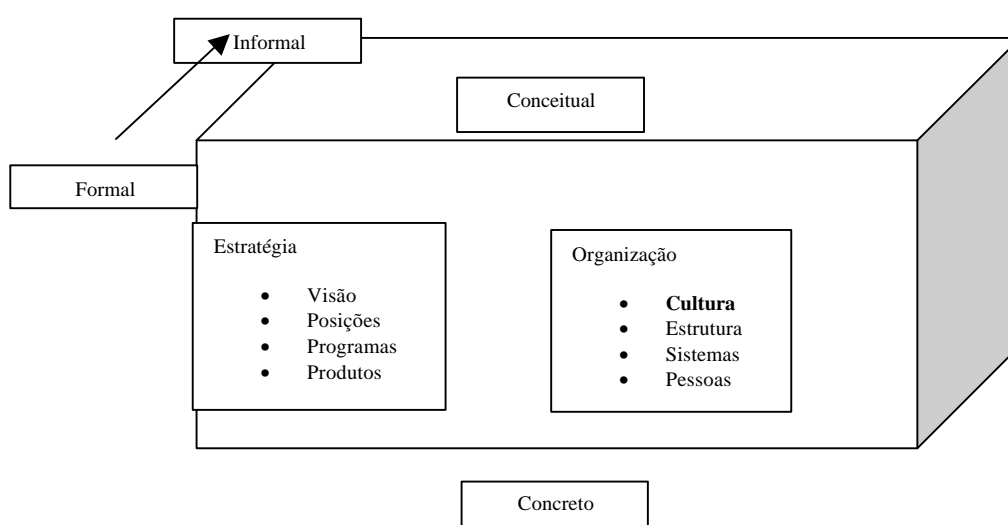 Informal
Conceitual
Formal
Estratégia
• Visão
• Posições
• Programas
• Produtos
Organização
• Cultura
• Estrutura
• Sistemas
• Pessoas
Concreto